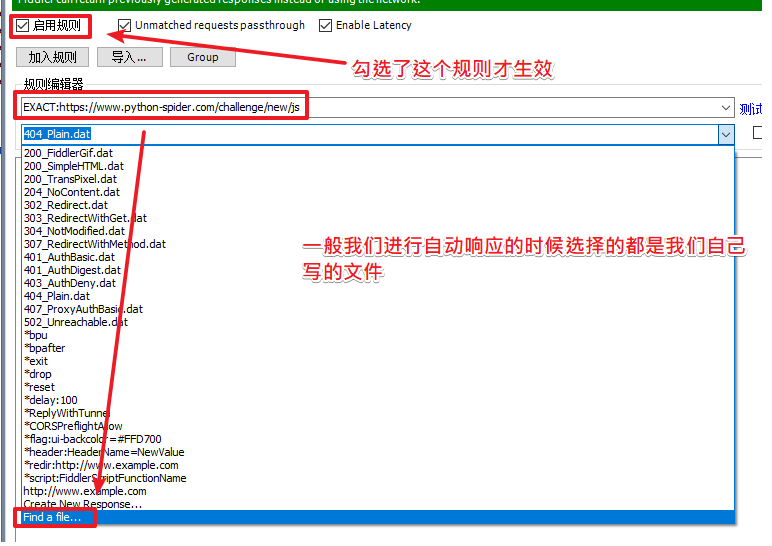 Fiddler can return previously generated responses instead of using the network.
启用规则 Unmatched requests passthrough Enable Latency
加入规则 导入... Group
勾选了这个规则才生效
规则编辑器
EXACT:https://www.python-spider.com/challenge/new/js 测试
404_Plain.dat
200_FiddlerGif.dat
200_SimpleHTML.dat
200_TransPixel.dat
204_NoContent.dat
302_Redirect.dat
303_RedirectWithGet.dat
304_NotModified.dat
307_RedirectWithMethod.dat
一般我们进行自动响应的时候选择的都是我们自己
写的文件
401_AuthBasic.dat
401_AuthDigest.dat
403_AuthDeny.dat
404_Plain.dat
407_ProxyAuthBasic.dat
502_Unreachable.dat
*bpu
*bpafter
*exit
*drop
*reset
*delay:100
*ReplyWithTunnel
*CORSPreflightAllow
*flag:ui-backcolor=#FFD700
*header:HeaderName=NewValue
*redir:http://www.example.com
*script:FiddlerScriptFunctionName
http://www.example.com
Create New Response...
Find a file...